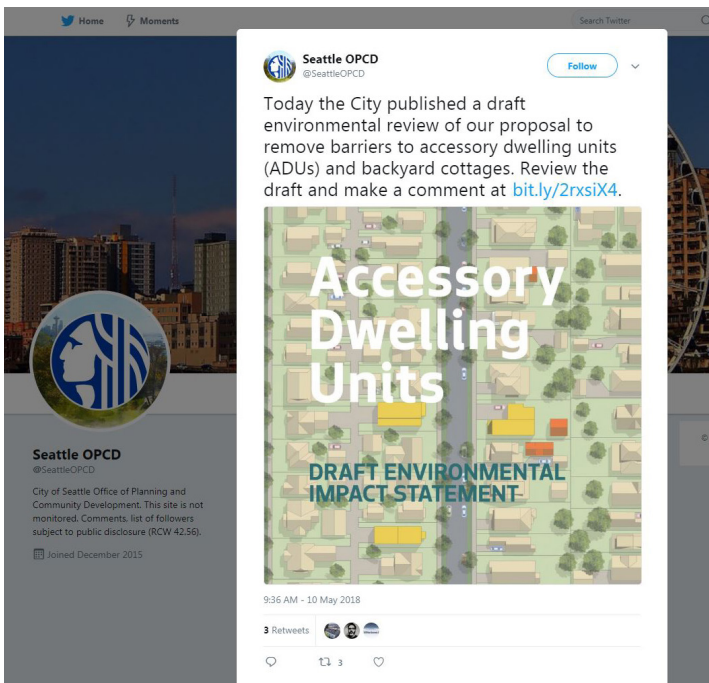 Home
Moments
Search Twitter
Seattle OPCD
@SeattleOPCD
Follow
Today the City published a draft
environmental review of our proposal to
remove barriers to accessory dwelling units
(ADUs) and backyard cottages. Review the
draft and make a comment at bit.ly/2rxsiX4.
Accessory
Dwelling
Units
DRAFT ENVIRONMENTAL
IMPACT STATEMENT
9:36 AM - 10 May 2018
3 Retweets
3
Seattle OPCD
@SeattleOPCD
City of Seattle Office of Planning and
Community Development. This site is not
monitored. Comments, list of followers
subject to public disclosure (RCW 42.56).
Joined December 2015
©